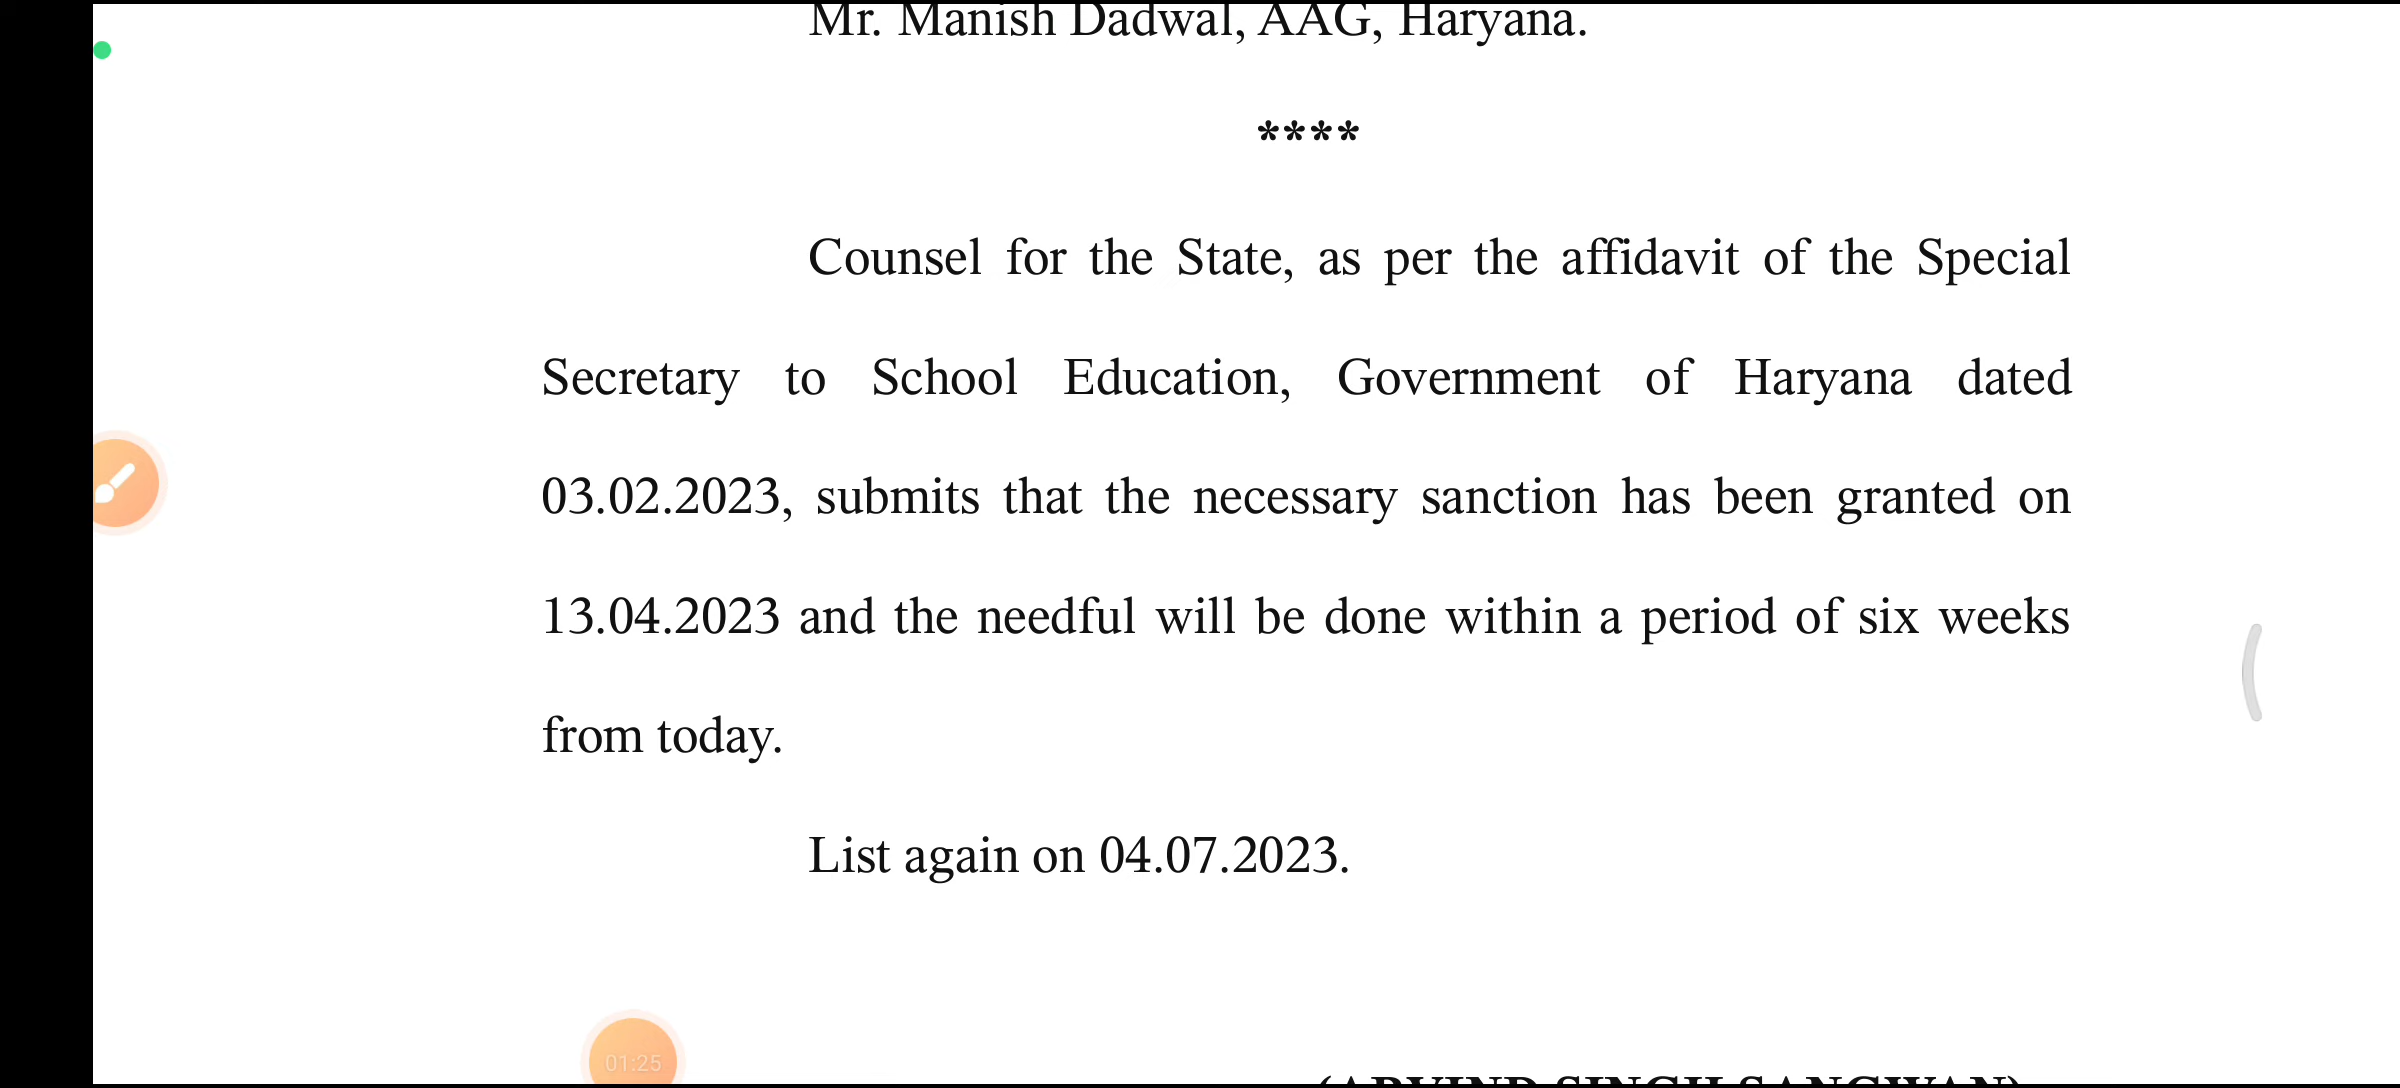 Mr. Manish Dadwal, AAG, Haryana.
****
Counsel for the State, as per the affidavit of the Special
Secretary to School Education, Government of Haryana dated
03.02.2023, submits that the necessary sanction has been granted on
13.04.2023 and the needful will be done within a period of six weeks
from today.
List again on 04.07.2023.
01:25
(ARVIND SINGH SANGWAN)